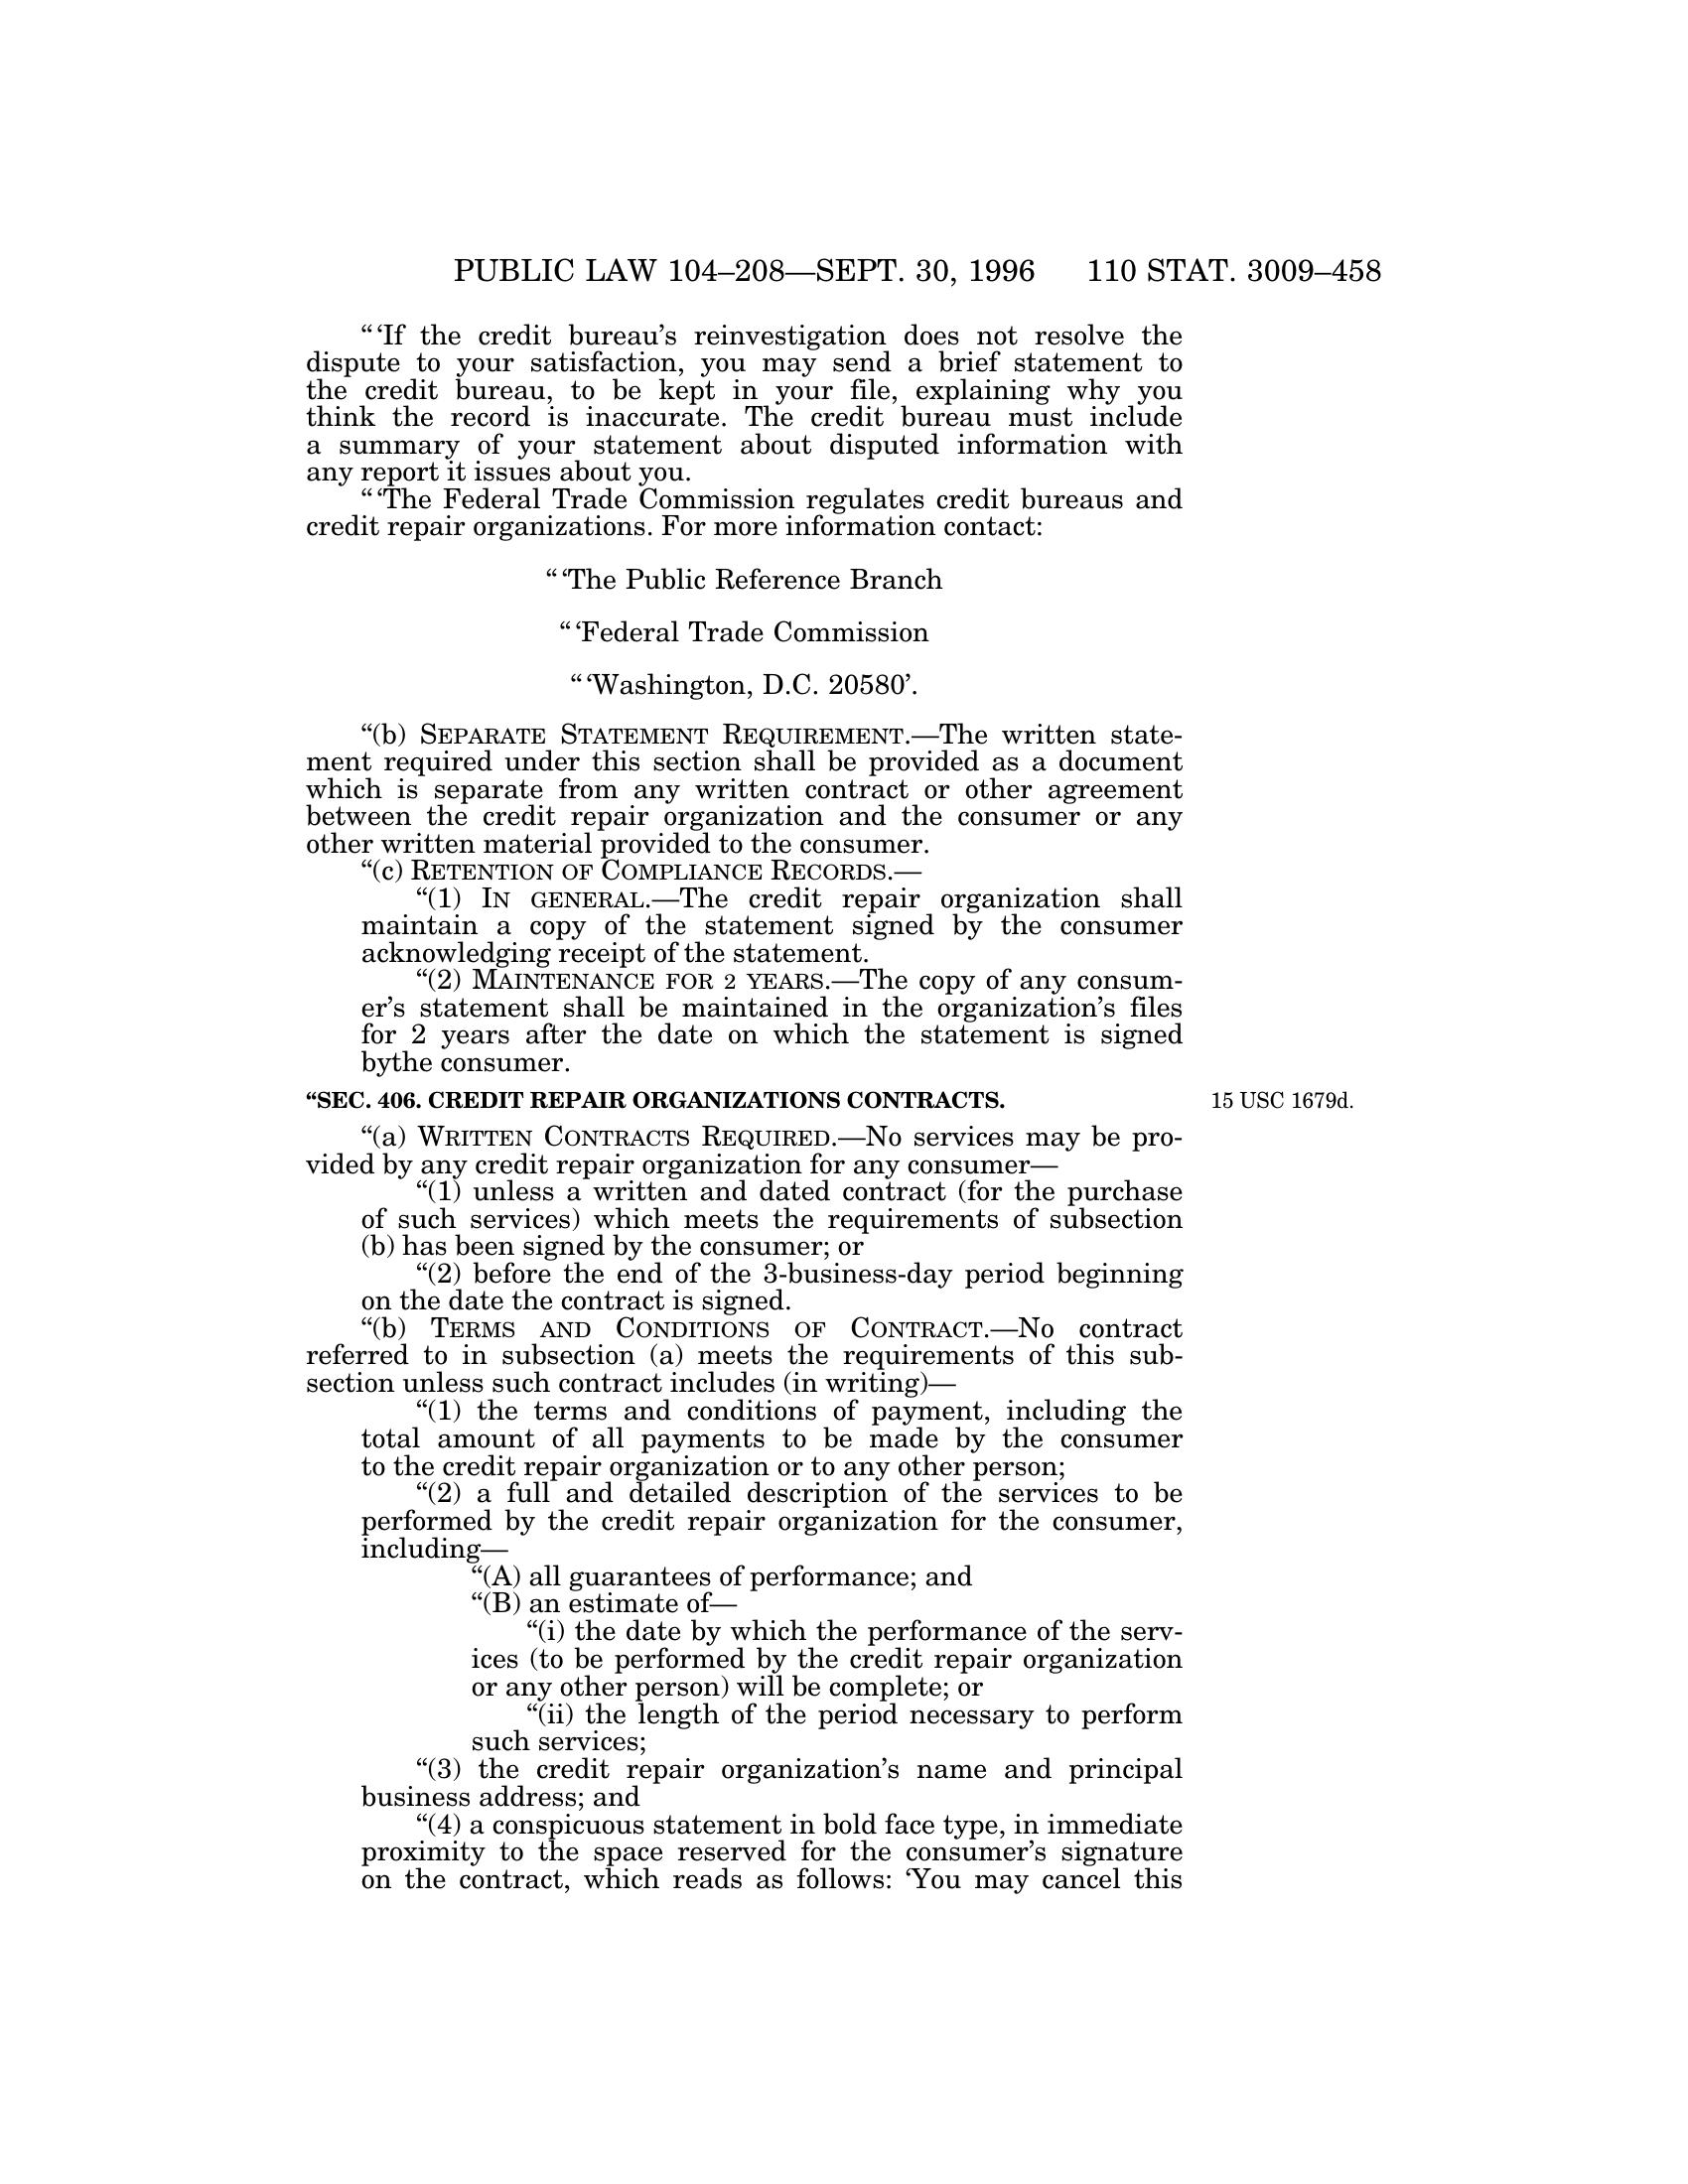 PUBLIC LAW 104–208—SEPT. 30, 1996 110 STAT. 3009–458
“‘If the credit bureau’s reinvestigation does not resolve the
dispute to your satisfaction, you may send a brief statement to
the credit bureau, to be kept in your file, explaining why you
think the record is inaccurate. The credit bureau must include
a summary of your statement about disputed information with
any report it issues about you.
“‘The Federal Trade Commission regulates credit bureaus and
credit repair organizations. For more information contact:
“‘The Public Reference Branch
“‘Federal Trade Commission
“‘Washington, D.C. 20580’.
“(b) SEPARATE STATEMENT REQUIREMENT.—The written state-
ment required under this section shall be provided as a document
which is separate from any written contract or other agreement
between the credit repair organization and the consumer or any
other written material provided to the consumer.
“(c) RETENTION OF COMPLIANCE RECORDS.—
“(1) IN GENERAL.—The credit repair organization shall
maintain a copy of the statement signed by the consumer
acknowledging receipt of the statement.
“(2) MAINTENANCE FOR 2 YEARS.—The copy of any consum-
er’s statement shall be maintained in the organization’s files
for 2 years after the date on which the statement is signed
bythe consumer.
“SEC. 406. CREDIT REPAIR ORGANIZATIONS CONTRACTS. 15 USC 1679d.
“(a) WRITTEN CONTRACTS REQUIRED.—No services may be pro-
vided by any credit repair organization for any consumer—
“(1) unless a written and dated contract (for the purchase
of such services) which meets the requirements of subsection
(b) has been signed by the consumer; or
“(2) before the end of the 3-business-day period beginning
on the date the contract is signed.
“(b) TERMS AND CONDITIONS OF CONTRACT.—No contract
referred to in subsection (a) meets the requirements of this sub-
section unless such contract includes (in writing)—
“(1) the terms and conditions of payment, including the
total amount of all payments to be made by the consumer
to the credit repair organization or to any other person;
“(2) a full and detailed description of the services to be
performed by the credit repair organization for the consumer,
including—
“(A) all guarantees of performance; and
“(B) an estimate of—
“(i) the date by which the performance of the serv-
ices (to be performed by the credit repair organization
or any other person) will be complete; or
“(ii) the length of the period necessary to perform
such services;
“(3) the credit repair organization’s name and principal
business address; and
“(4) a conspicuous statement in bold face type, in immediate
proximity to the space reserved for the consumer’s signature
on the contract, which reads as follows: ‘You may cancel this